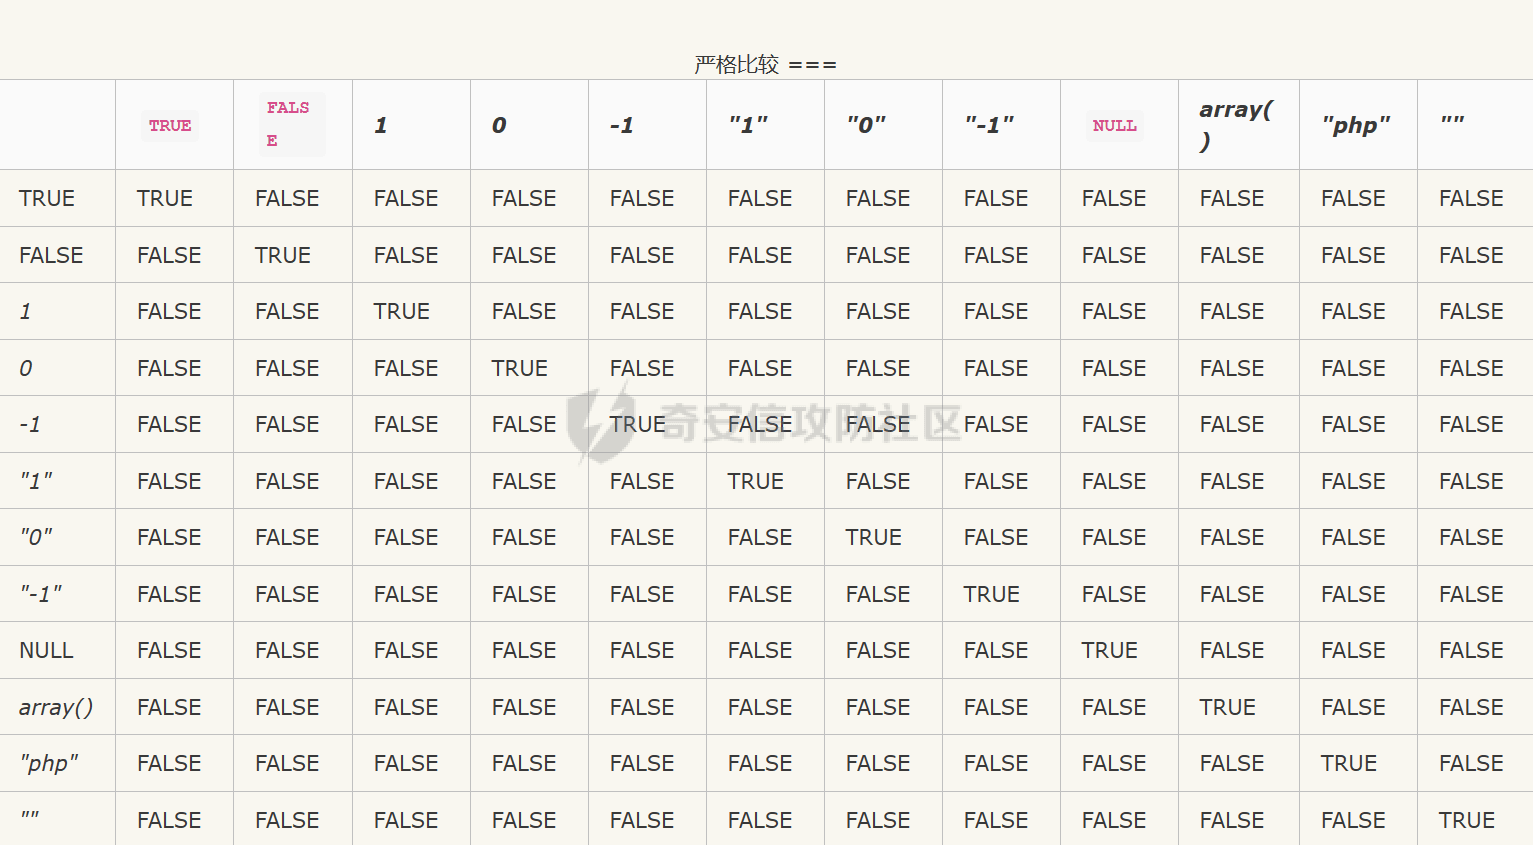 严格比较 ===
TRUE FALSE 1 0 -1 "1" "0" "-1" NULL array() "php" ""
TRUE TRUE FALSE FALSE FALSE FALSE FALSE FALSE FALSE FALSE FALSE FALSE FALSE
FALSE FALSE TRUE FALSE FALSE FALSE FALSE FALSE FALSE FALSE FALSE FALSE FALSE
1 FALSE FALSE TRUE FALSE FALSE FALSE FALSE FALSE FALSE FALSE FALSE FALSE
0 FALSE FALSE FALSE TRUE FALSE FALSE FALSE FALSE FALSE FALSE FALSE FALSE
-1 FALSE FALSE FALSE FALSE TRUE FALSE FALSE FALSE FALSE FALSE FALSE FALSE
奇安信攻防社区
"1" FALSE FALSE FALSE FALSE FALSE TRUE FALSE FALSE FALSE FALSE FALSE FALSE
"0" FALSE FALSE FALSE FALSE FALSE FALSE TRUE FALSE FALSE FALSE FALSE FALSE
"-1" FALSE FALSE FALSE FALSE FALSE FALSE FALSE TRUE FALSE FALSE FALSE FALSE
NULL FALSE FALSE FALSE FALSE FALSE FALSE FALSE FALSE TRUE FALSE FALSE FALSE
array() FALSE FALSE FALSE FALSE FALSE FALSE FALSE FALSE FALSE TRUE FALSE FALSE
"php" FALSE FALSE FALSE FALSE FALSE FALSE FALSE FALSE FALSE FALSE TRUE FALSE
"" FALSE FALSE FALSE FALSE FALSE FALSE FALSE FALSE FALSE FALSE FALSE TRUE